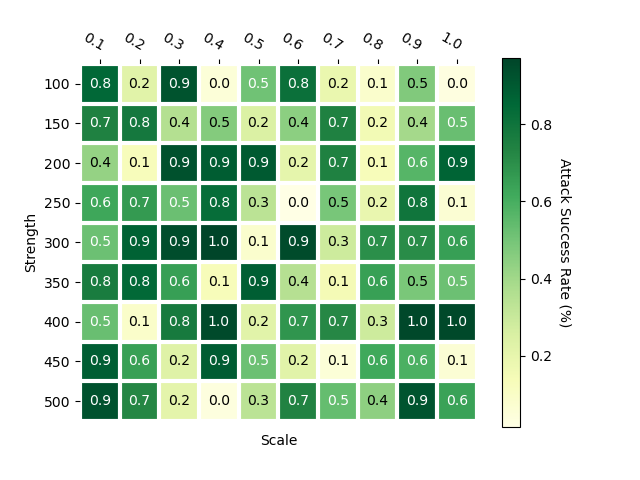 0.1 0.2 0.3 0.4 0.5 0.6 0.7 0.8 0.9 1.0
100 0.8 0.2 0.9 0.0 0.5 0.8 0.2 0.1 0.5 0.0
150 0.7 0.8 0.4 0.5 0.2 0.4 0.7 0.2 0.4 0.5
200 0.4 0.1 0.9 0.9 0.9 0.2 0.7 0.1 0.6 0.9
250 0.6 0.7 0.5 0.8 0.3 0.0 0.5 0.2 0.8 0.1
300 0.5 0.9 0.9 1.0 0.1 0.9 0.3 0.7 0.7 0.6
350 0.8 0.8 0.6 0.1 0.9 0.4 0.1 0.6 0.5 0.5
400 0.5 0.1 0.8 1.0 0.2 0.7 0.7 0.3 1.0 1.0
450 0.9 0.6 0.2 0.9 0.5 0.2 0.1 0.6 0.6 0.1
500 0.9 0.7 0.2 0.0 0.3 0.7 0.5 0.4 0.9 0.6
Strength
Scale
0.8
0.6
0.4
0.2
Attack Success Rate (%)